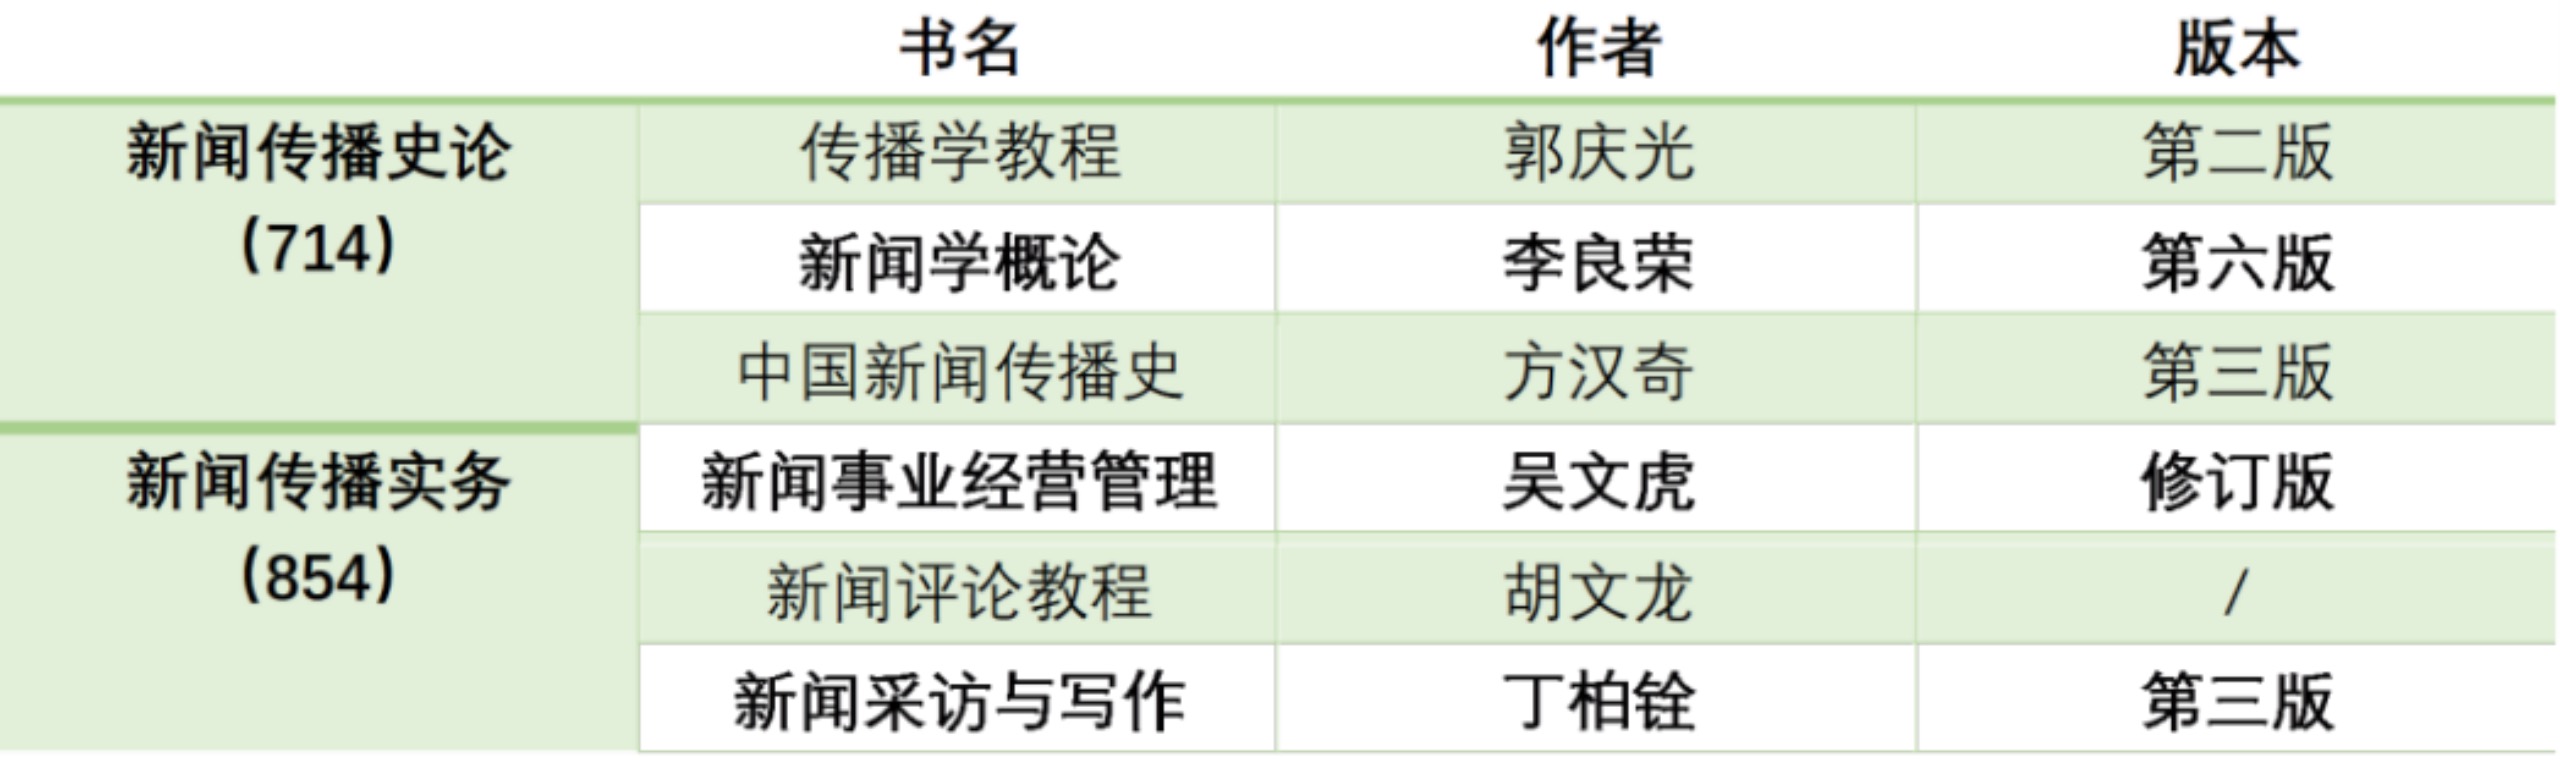 书名 作者 版本
新闻传播史论 传播学教程 郭庆光 第二版
(714) 新闻学概论 李良荣 第六版
中国新闻传播史 方汉奇 第三版
新闻传播实务 新闻事业经营管理 吴文虎 修订版
(854) 新闻评论教程 胡文龙 /
新闻采访与写作 丁柏铨 第三版